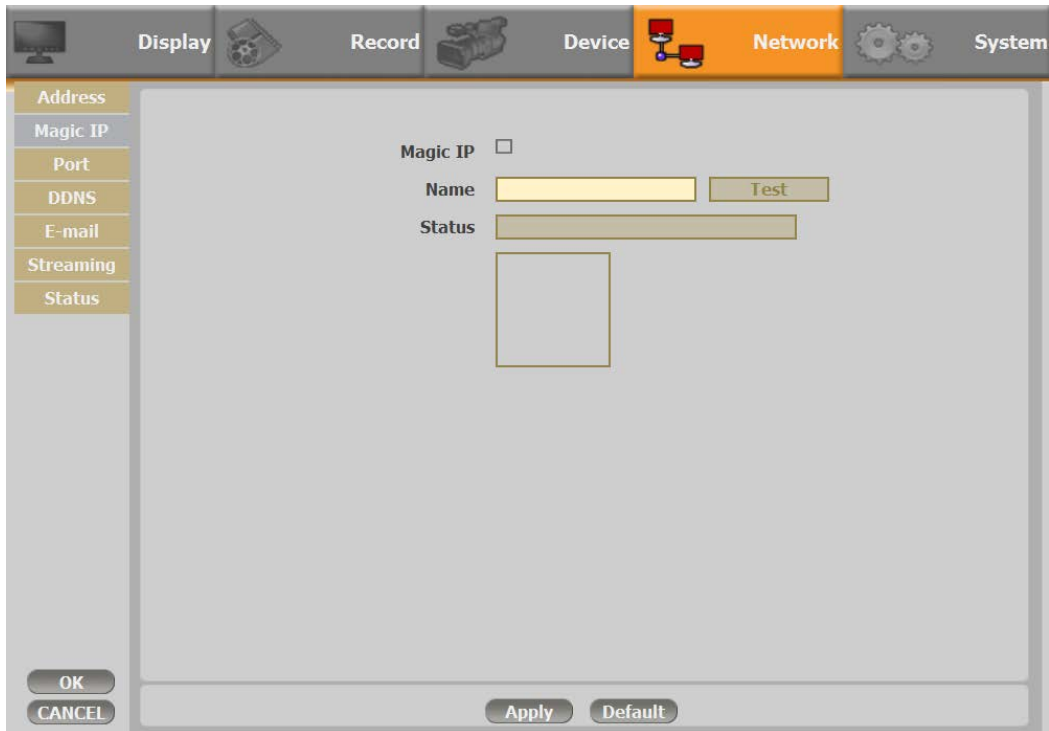 Display Record Device Network System
Address
Magic IP
Port
DDNS
E-mail
Streaming
Status
Magic IP
Name Test
Status
OK
CANCEL
Apply Default